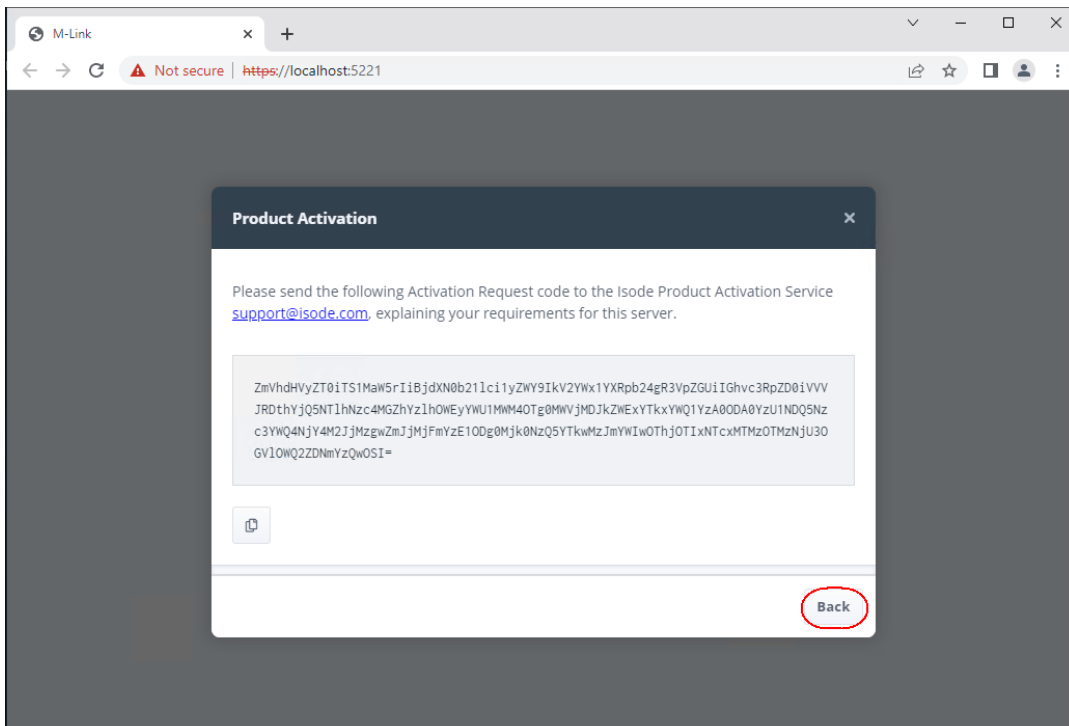 M-Link
Not secure | https://localhost:5221
Product Activation
Please send the following Activation Request code to the Isode Product Activation Service
support@isode.com, explaining your requirements for this server.
ZmVhdHVyZT0iTS1MaW5rIiBjdXN0b21lci1yZWY9IkV2YWx1YXRpb24gR3VpZGUiIGhvc3RpZD0iVVV
JRDthYjQ5NTlhNzc4MGZhYzlhOWEyYWU1MWM4OTg0MWVjMDJkZWExYTkxYWQ1YzA0ODA0YzU1NDQ5Nz
c3YWQ4NjY4M2JjMzgwZmJjMjFmYzE1ODg0Mjk0NzQ5YTkwMzJmYWIwOThjOTIxNTcxMTMzOTMzNjU3O
GVlOWQ2ZDNmYzQwOSI=
Back